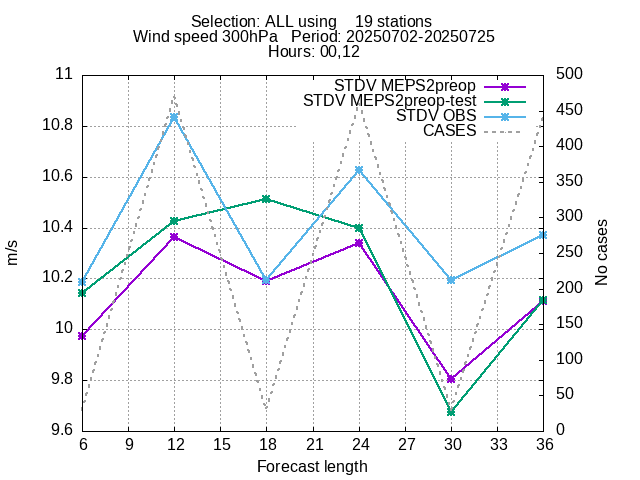 Selection: ALL using    19 stations
Wind speed 300hPa   Period: 20250702-20250725
Hours: 00,12
STDV MEPS2preop
STDV MEPS2preop-test
STDV OBS
CASES
m/s
11
10.8
10.6
10.4
10.2
10
9.8
9.6
500
450
400
350
300
250
200
150
100
50
0
No cases
6 9 12 15 18 21 24 27 30 33 36
Forecast length